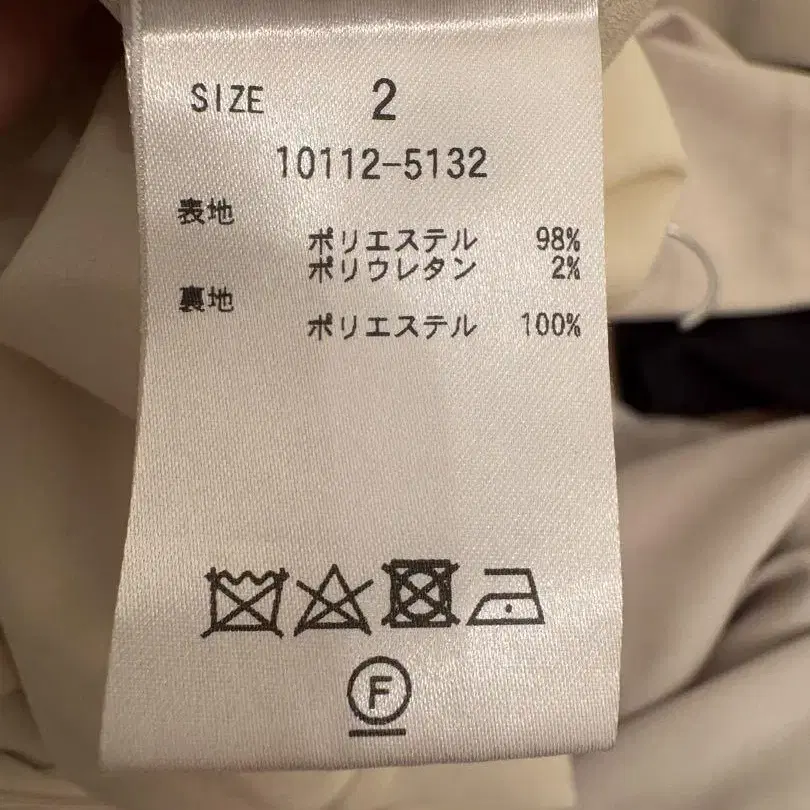 SIZE 2
10112-5132
表地
ポリエステル 98%
ポリウレタン 2%
裏地
ポリエステル 100%
F